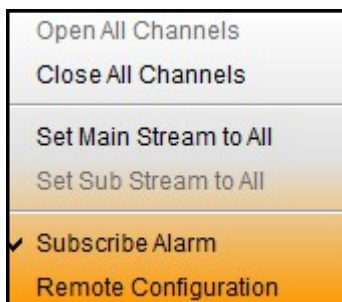 Open All Channels
Close All Channels
Set Main Stream to All
Set Sub Stream to All
Subscribe Alarm
Remote Configuration